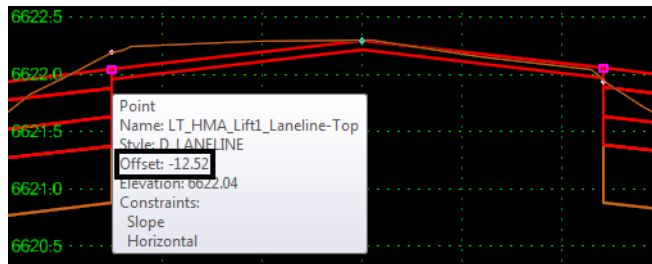 6622:5
6622:0
Point
Name: LT_HMA_Lift1_Laneline-Top
6621:5
Style: D_LANELINE
Offset: -12.52
Elevation: 6622.04
6621:0
Constraints:
Slope
Horizontal
6620:5